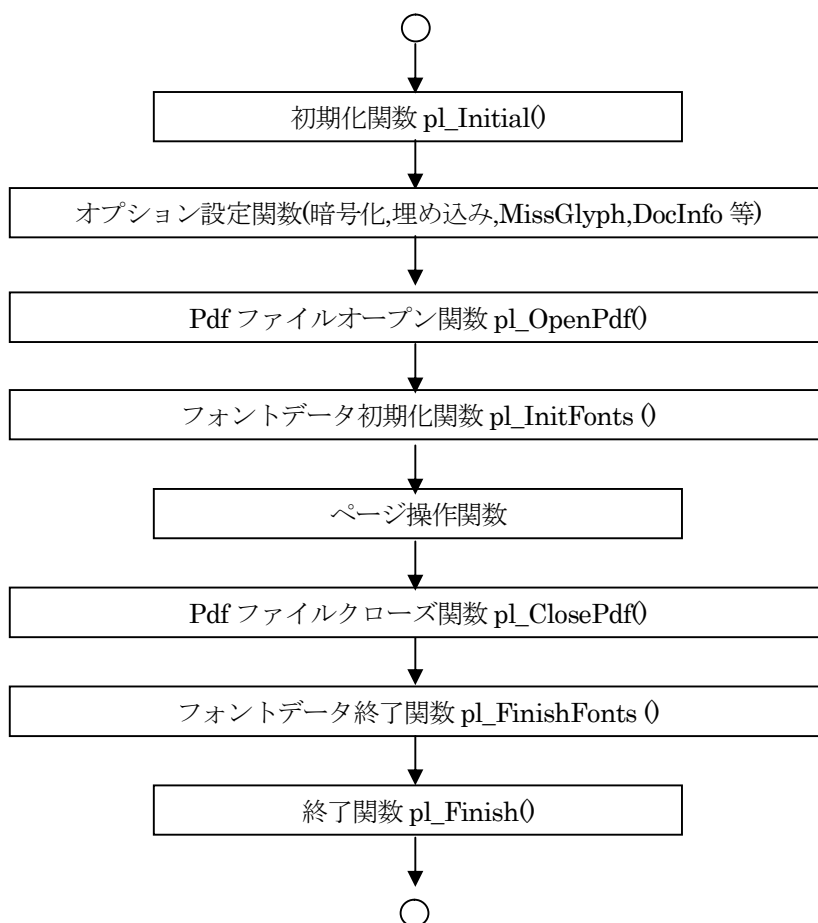 初期化関数 pl_Initial()
オプション設定関数(暗号化,埋め込み,MissGlyph,DocInfo 等)
Pdf ファイルオープン関数 pl_OpenPdf()
フォントデータ初期化関数 pl_InitFonts ()
ページ操作関数
Pdf ファイルクローズ関数 pl_ClosePdf()
フォントデータ終了関数 pl_FinishFonts ()
終了関数 pl_Finish()